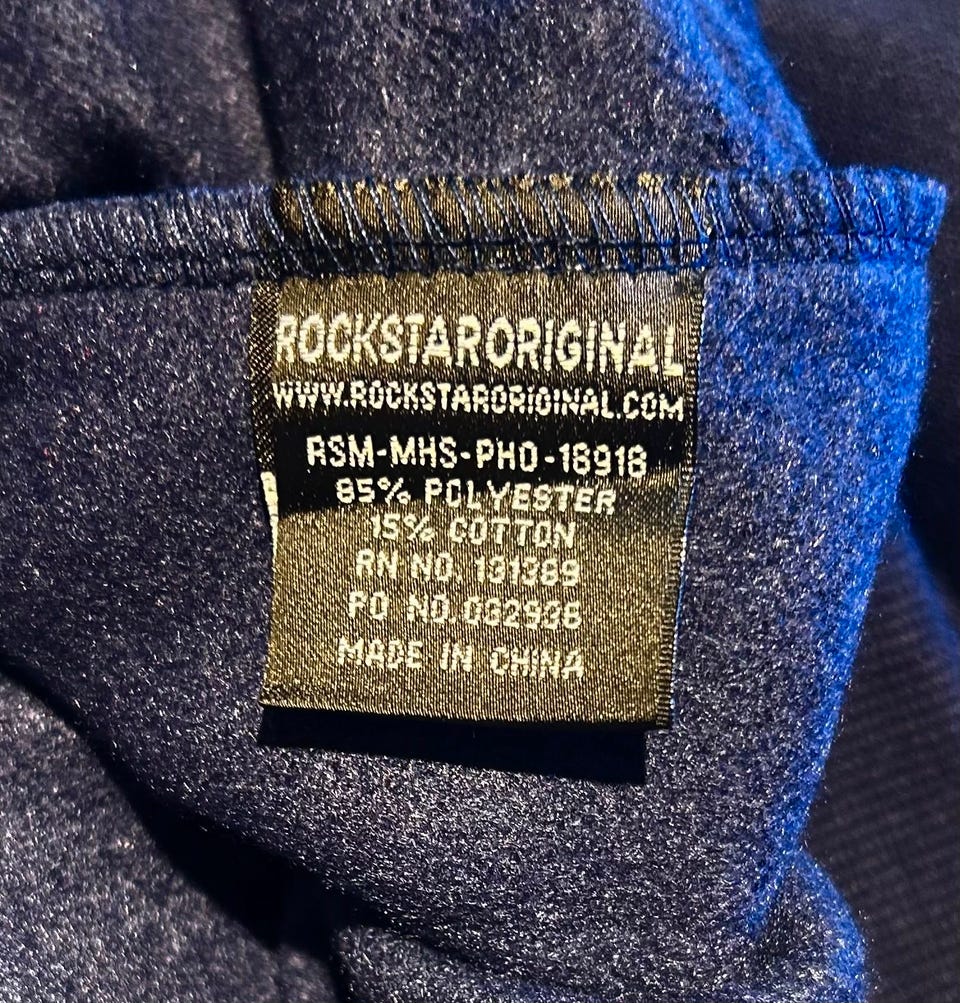 ROCKSTARORIGINAL
WWW.ROCKSTARORIGINAL.COM
RSM-MHS-PHO-18918
85% POLYESTER
15% COTTON
RN NO. 131389
PO NO.002936
MADE IN CHINA